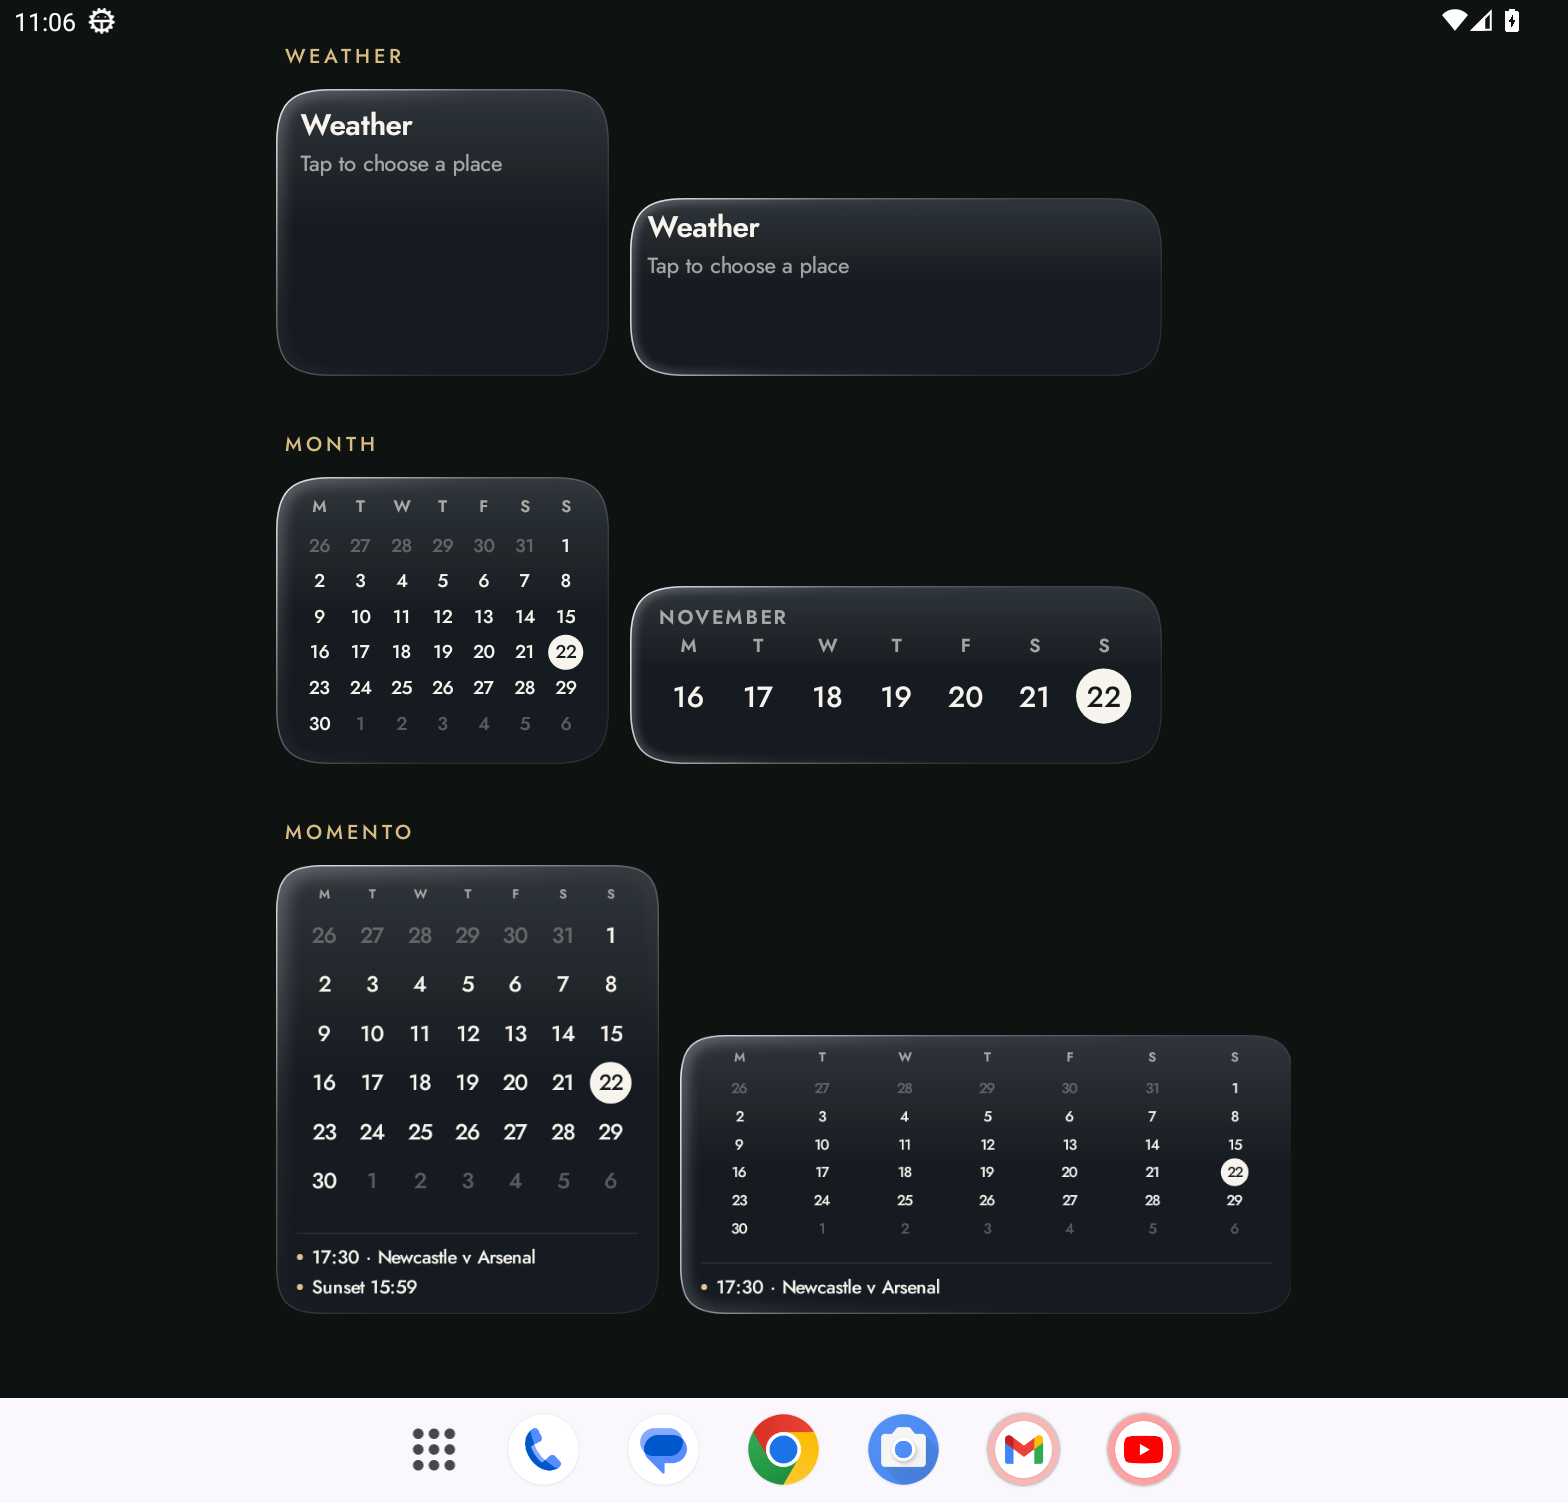 11:06
WEATHER
Weather
Tap to choose a place
Weather
Tap to choose a place
MONTH
M T W T F S S
26 27 28 29 30 31 1
2 3 4 5 6 7 8
9 10 11 12 13 14 15
16 17 18 19 20 21 22
23 24 25 26 27 28 29
30 1 2 3 4 5 6
NOVEMBER
M T W T F S S
16 17 18 19 20 21 22
MOMENTO
M T W T F S S
26 27 28 29 30 31 1
2 3 4 5 6 7 8
9 10 11 12 13 14 15
16 17 18 19 20 21 22
23 24 25 26 27 28 29
30 1 2 3 4 5 6
• 17:30 · Newcastle v Arsenal
• Sunset 15:59
M T W T F S S
26 27 28 29 30 31 1
2 3 4 5 6 7 8
9 10 11 12 13 14 15
16 17 18 19 20 21 22
23 24 25 26 27 28 29
30 1 2 3 4 5 6
• 17:30 · Newcastle v Arsenal